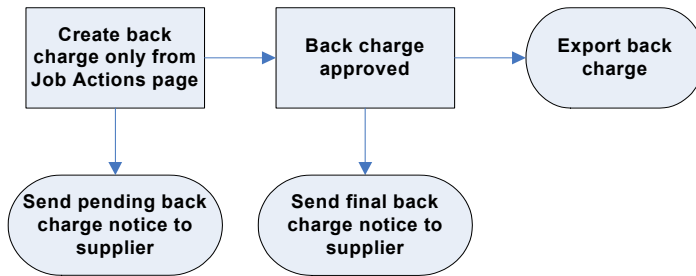 Create back
charge only from
Job Actions page
Back charge
approved
Export back
charge
Send pending back
charge notice to
supplier
Send final back
charge notice to
supplier